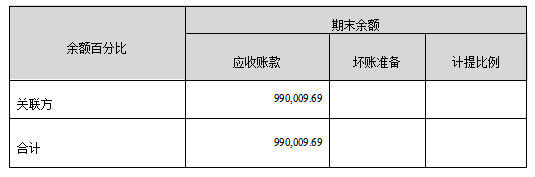 余额百分比 期末余额
应收账款 坏账准备 计提比例
关联方 990,009.69
合计 990,009.69